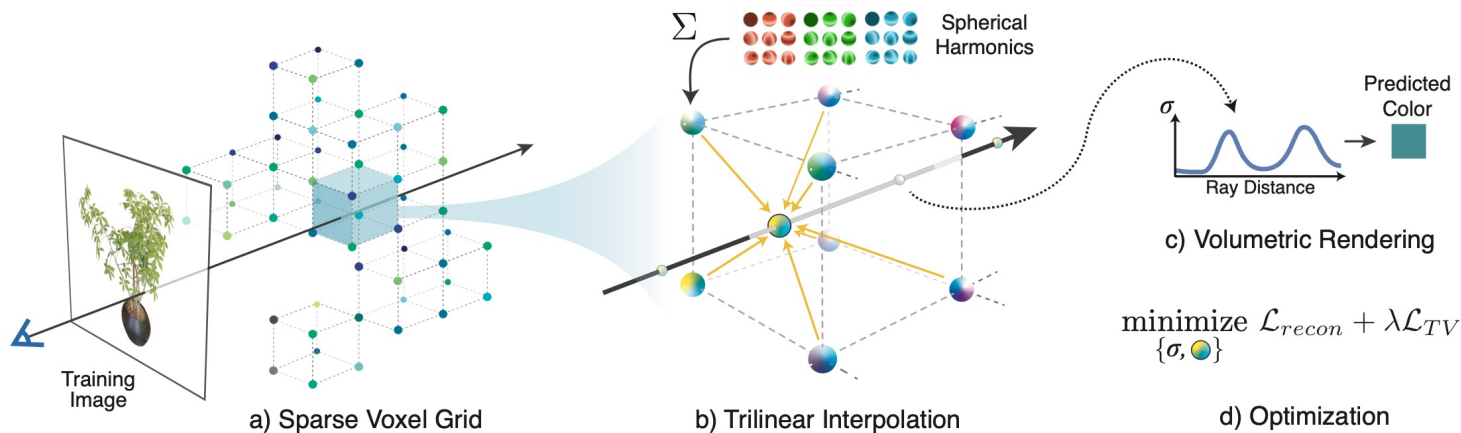 Training
Image
a) Sparse Voxel Grid
Σ
Spherical
Harmonics
b) Trilinear Interpolation
σ
Ray Distance
Predicted
Color
c) Volumetric Rendering
minimize ℒ_recon + λℒ_TV
{σ, }
d) Optimization